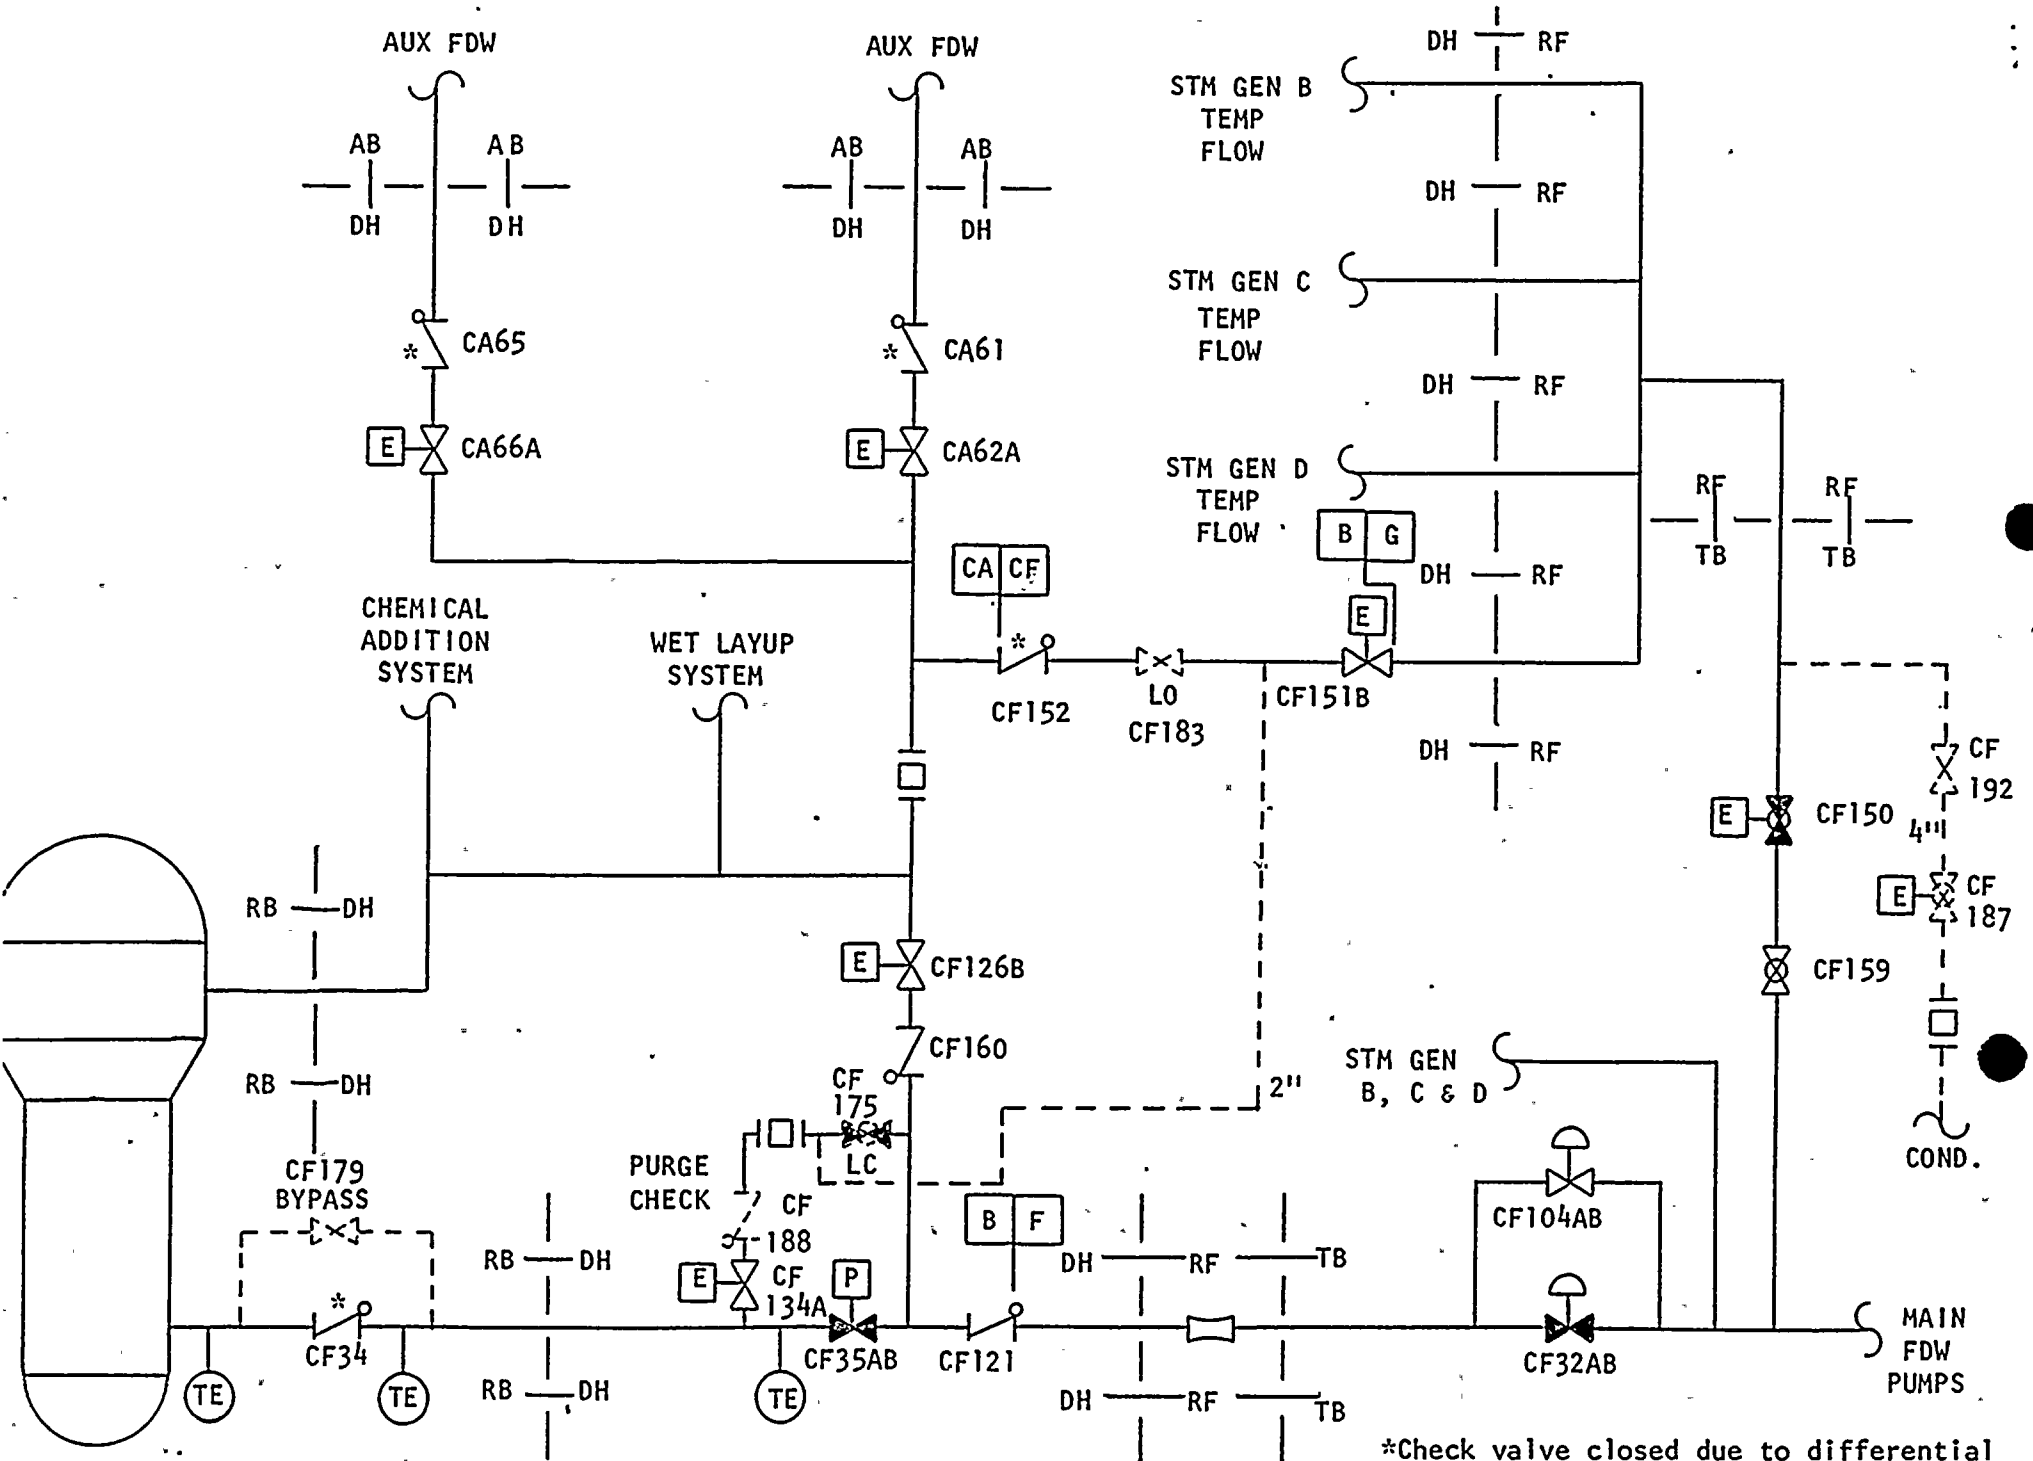 AUX FDW
AUX FDW
DH RF
STM GEN B
TEMP
FLOW
AB AB
DH DH
AB AB
DH DH
DH RF
STM GEN C
TEMP
FLOW
* CA65
* CA61
DH RF
E CA66A
E CA62A
STM GEN D
TEMP
FLOW
RF RF
TB TB
B G
DH RF
CA CF
E
*
CF152
LO
CF183
CF151B
CHEMICAL
ADDITION
SYSTEM
WET LAYUP
SYSTEM
DH RF
CF
192
E CF150
4"
E CF
187
RB DH
E CF126B
CF159
CF160
RB DH
CF
175
LC
2"
STM GEN
B, C & D
COND.
CF179
BYPASS
PURGE
CHECK
CF
188
B F
CF104AB
RB DH
DH RF TB
E CF
134A
P
*
CF34
CF35AB
CF121
CF32AB
MAIN
FDW
PUMPS
TE
TE
TE
RB DH
DH RF TB
*Check valve closed due to differential